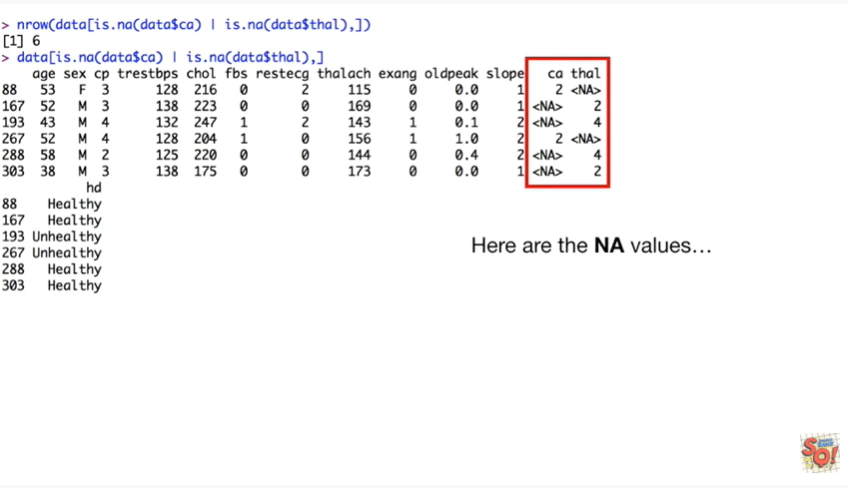 > nrow(data[is.na(data$ca) | is.na(data$thal),])
[1] 6
> data[is.na(data$ca) | is.na(data$thal),]
age sex cp trestbps chol fbs restecg thalach exang oldpeak slope ca thal
88 53 F 3 128 216 0 2 115 0 0.0 1 2 <NA>
167 52 M 3 138 223 0 0 169 0 0.0 1 <NA> 2
193 43 M 4 132 247 1 2 143 1 0.1 2 <NA> 4
267 52 M 4 128 204 1 0 156 1 1.0 2 2 <NA>
288 58 M 2 125 220 0 0 144 0 0.4 2 <NA> 4
303 38 M 3 138 175 0 0 173 0 0.0 1 <NA> 2
hd
88 Healthy
167 Healthy
193 Unhealthy
267 Unhealthy
288 Healthy
303 Healthy
Here are the NA values...
SQ!